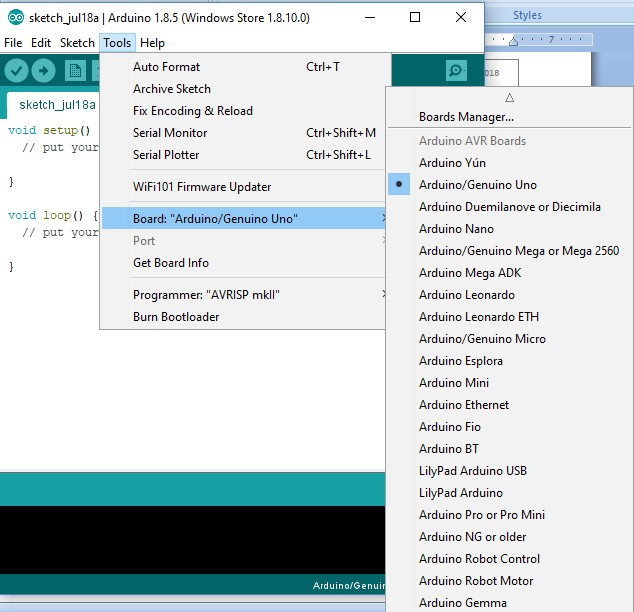 sketch_jul18a | Arduino 1.8.5 (Windows Store 1.8.10.0)
Styles
File Edit Sketch Tools Help
7
018
sketch_jul18a
void setup()
// put your
}
void loop() {
// put your
}
Auto Format Ctrl+T
Archive Sketch
Fix Encoding & Reload
Serial Monitor Ctrl+Shift+M
Serial Plotter Ctrl+Shift+L
WiFi101 Firmware Updater
Board: "Arduino/Genuino Uno"
Port
Get Board Info
Programmer: "AVRISP mkII"
Burn Bootloader
Boards Manager...
Arduino AVR Boards
Arduino Yún
Arduino/Genuino Uno
Arduino Duemilanove or Diecimila
Arduino Nano
Arduino/Genuino Mega or Mega 2560
Arduino Mega ADK
Arduino Leonardo
Arduino Leonardo ETH
Arduino/Genuino Micro
Arduino Esplora
Arduino Mini
Arduino Ethernet
Arduino Fio
Arduino BT
LilyPad Arduino USB
LilyPad Arduino
Arduino Pro or Pro Mini
Arduino NG or older
Arduino Robot Control
Arduino Robot Motor
Arduino Gemma
Arduino/Genuin